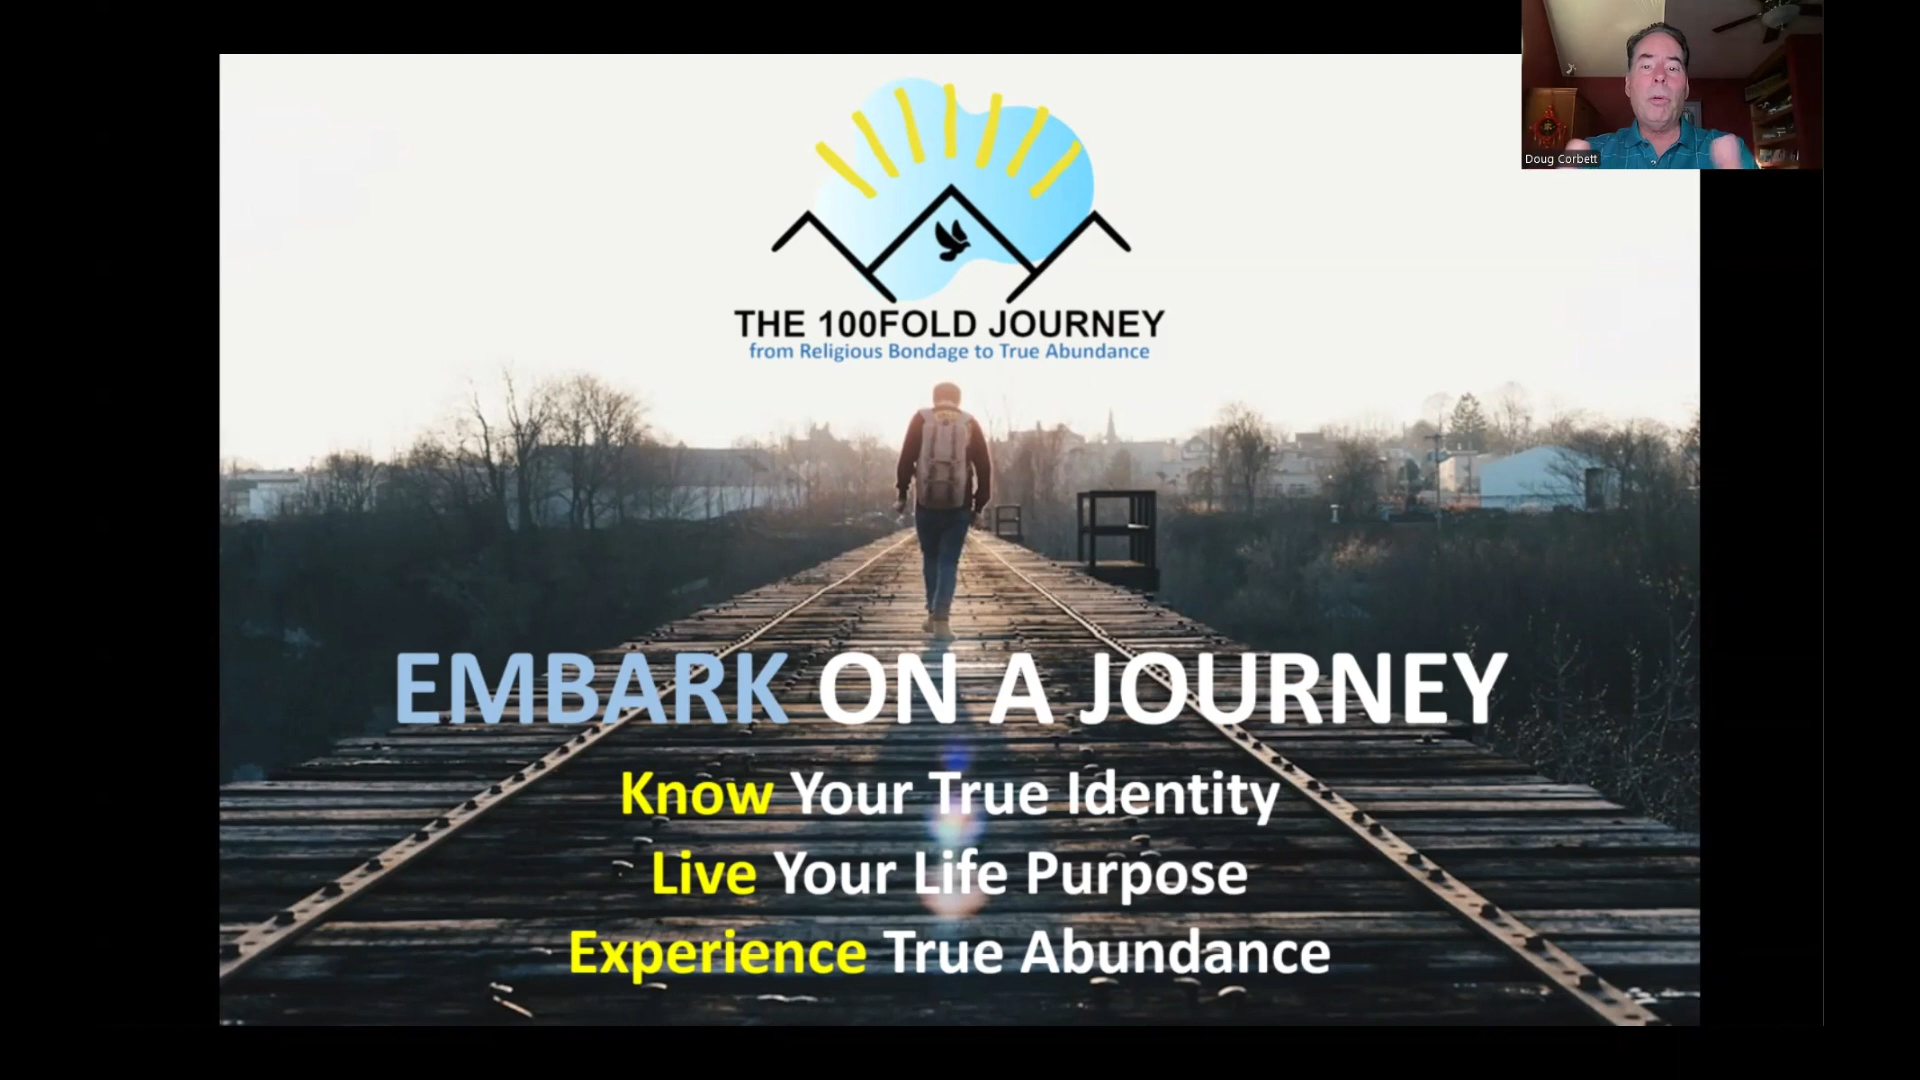 Doug Corbett
THE 100FOLD JOURNEY
from Religious Bondage to True Abundance
EMBARK ON A JOURNEY
Know Your True Identity
Live Your Life Purpose
Experience True Abundance